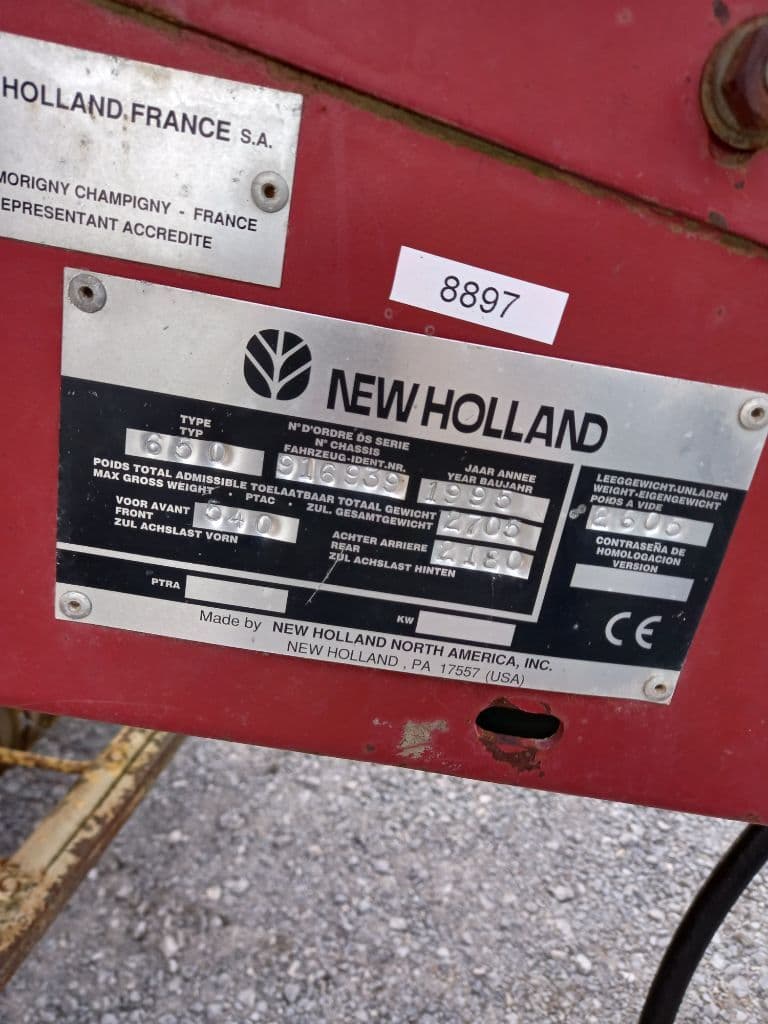 HOLLAND FRANCE S.A.
MORIGNY CHAMPIGNY - FRANCE
EPRESENTANT ACCREDITE
8897
NEW HOLLAND
TYPE
TYP
650
N° D'ORDRE DS SERIE
N° CHASSIS
FAHRZEUG-IDENT.NR.
916939
JAAR ANNEE
YEAR BAUJAHR
1995
POIDS TOTAL ADMISSIBLE TOELAATBAAR TOTAAL GEWICHT
MAX GROSS WEIGHT • PTAC • ZUL. GESAMTGEWICHT
2705
VOOR AVANT
FRONT
ZUL ACHSLAST VORN
540
ACHTER ARRIERE
REAR
ZUL ACHSLAST HINTEN
2180
LEEGGEWICHT-UNLADEN
WEIGHT-EIGENGEWICHT
POIDS A VIDE
2605
CONTRASEÑA DE
HOMOLOGACION
VERSION
PTRA
KW
CE
Made by NEW HOLLAND NORTH AMERICA, INC.
NEW HOLLAND, PA 17557 (USA)